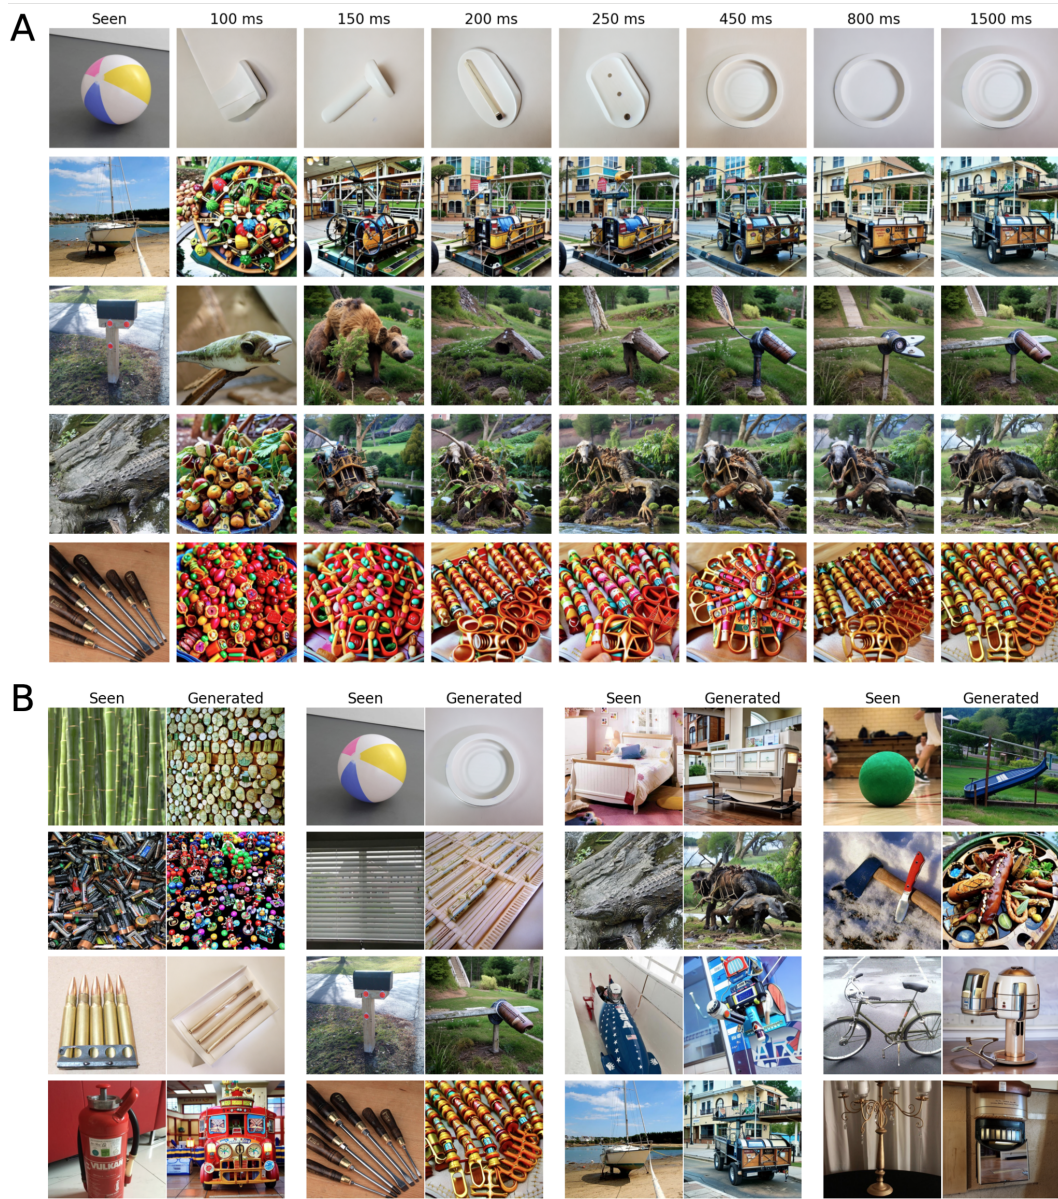 A
Seen 100 ms 150 ms 200 ms 250 ms 450 ms 800 ms 1500 ms
B
Seen Generated Seen Generated Seen Generated Seen Generated
USA
VULKAN